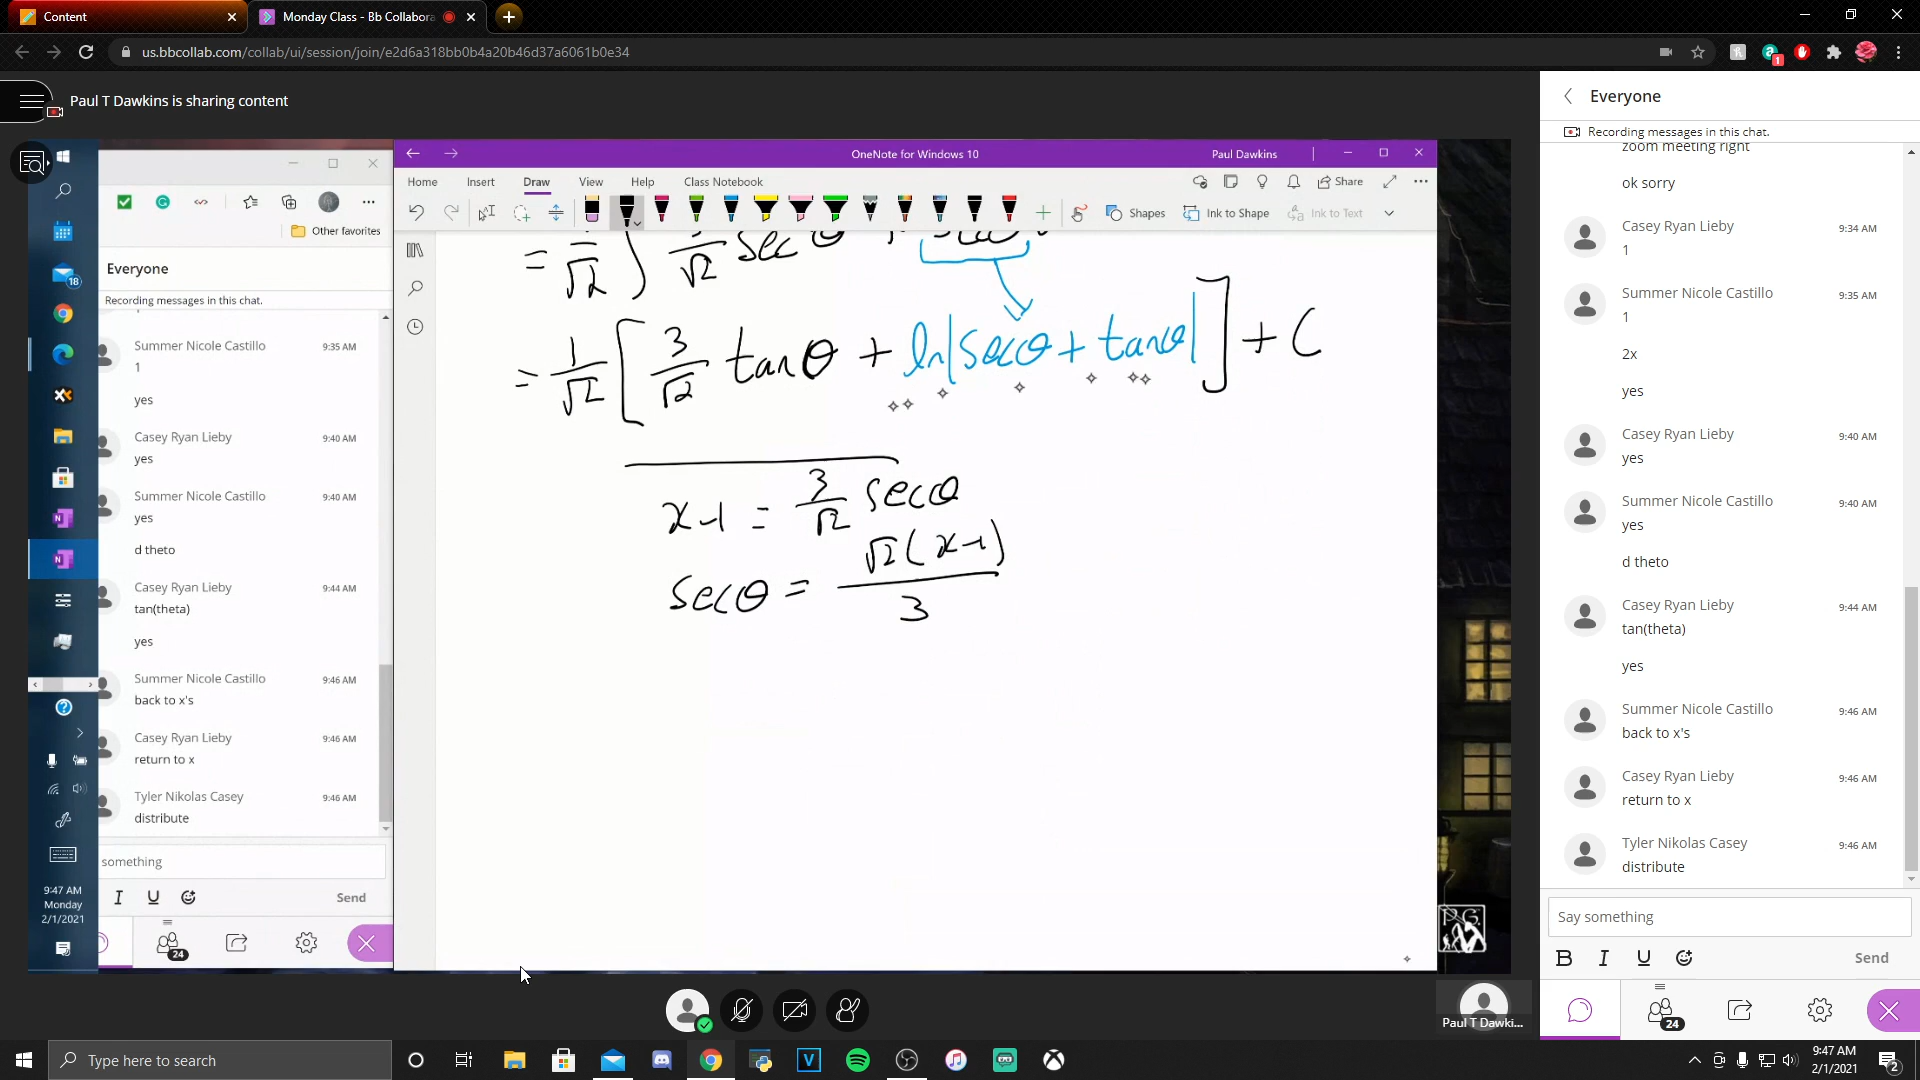 Content
Monday Class - Bb Collabora
us.bbcollab.com/collab/ui/session/join/e2d6a318bb0b4a20b46d37a6061b0e34
1
Paul T Dawkins is sharing content
Other favorites
Everyone
Recording messages in this chat.
Summer Nicole Castillo 9:35 AM
1
yes
Casey Ryan Lieby 9:40 AM
yes
Summer Nicole Castillo 9:40 AM
yes
d theto
Casey Ryan Lieby 9:44 AM
tan(theta)
yes
Summer Nicole Castillo 9:46 AM
back to x's
Casey Ryan Lieby 9:46 AM
return to x
Tyler Nikolas Casey 9:46 AM
distribute
something
I U Send
24
18
9:47 AM
Monday
2/1/2021
OneNote for Windows 10 Paul Dawkins
Home Insert Draw View Help Class Notebook Share
Shapes Ink to Shape Ink to Text
= 1/√2 [ 3/√2 tanθ + ln|secθ + tanθ| ] + C
x-1 = 3/√2 secθ
secθ = √2(x-1)/3
P.G.
Paul T Dawki...
Everyone
Recording messages in this chat.
zoom meeting right
ok sorry
Casey Ryan Lieby 9:34 AM
1
Summer Nicole Castillo 9:35 AM
1
2x
yes
Casey Ryan Lieby 9:40 AM
yes
Summer Nicole Castillo 9:40 AM
yes
d theto
Casey Ryan Lieby 9:44 AM
tan(theta)
yes
Summer Nicole Castillo 9:46 AM
back to x's
Casey Ryan Lieby 9:46 AM
return to x
Tyler Nikolas Casey 9:46 AM
distribute
Say something
B I U Send
24
Type here to search
9:47 AM
2/1/2021
2